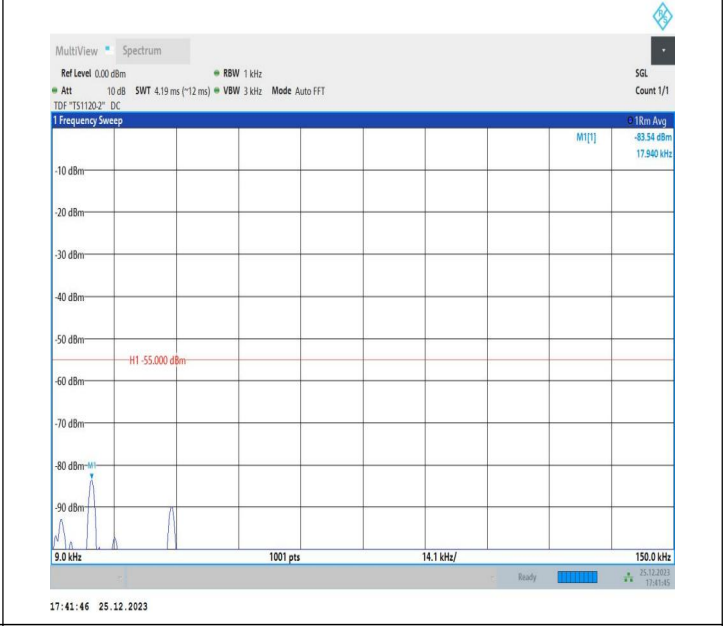 MultiView Spectrum
Ref Level 0.00 dBm RBW 1 kHz SGL
Att 10 dB SWT 4.19 ms (~12 ms) VBW 3 kHz Mode Auto FFT Count 1/1
TDF "TS1120-2" DC
1 Frequency Sweep 1Rm Avg
M1[1] -83.54 dBm
17.940 kHz
-10 dBm
-20 dBm
-30 dBm
-40 dBm
-50 dBm
H1 -55.000 dBm
-60 dBm
-70 dBm
-80 dBm M1
-90 dBm
9.0 kHz 1001 pts 14.1 kHz/ 150.0 kHz
Ready 25.12.2023
17:41:45
17:41:46 25.12.2023